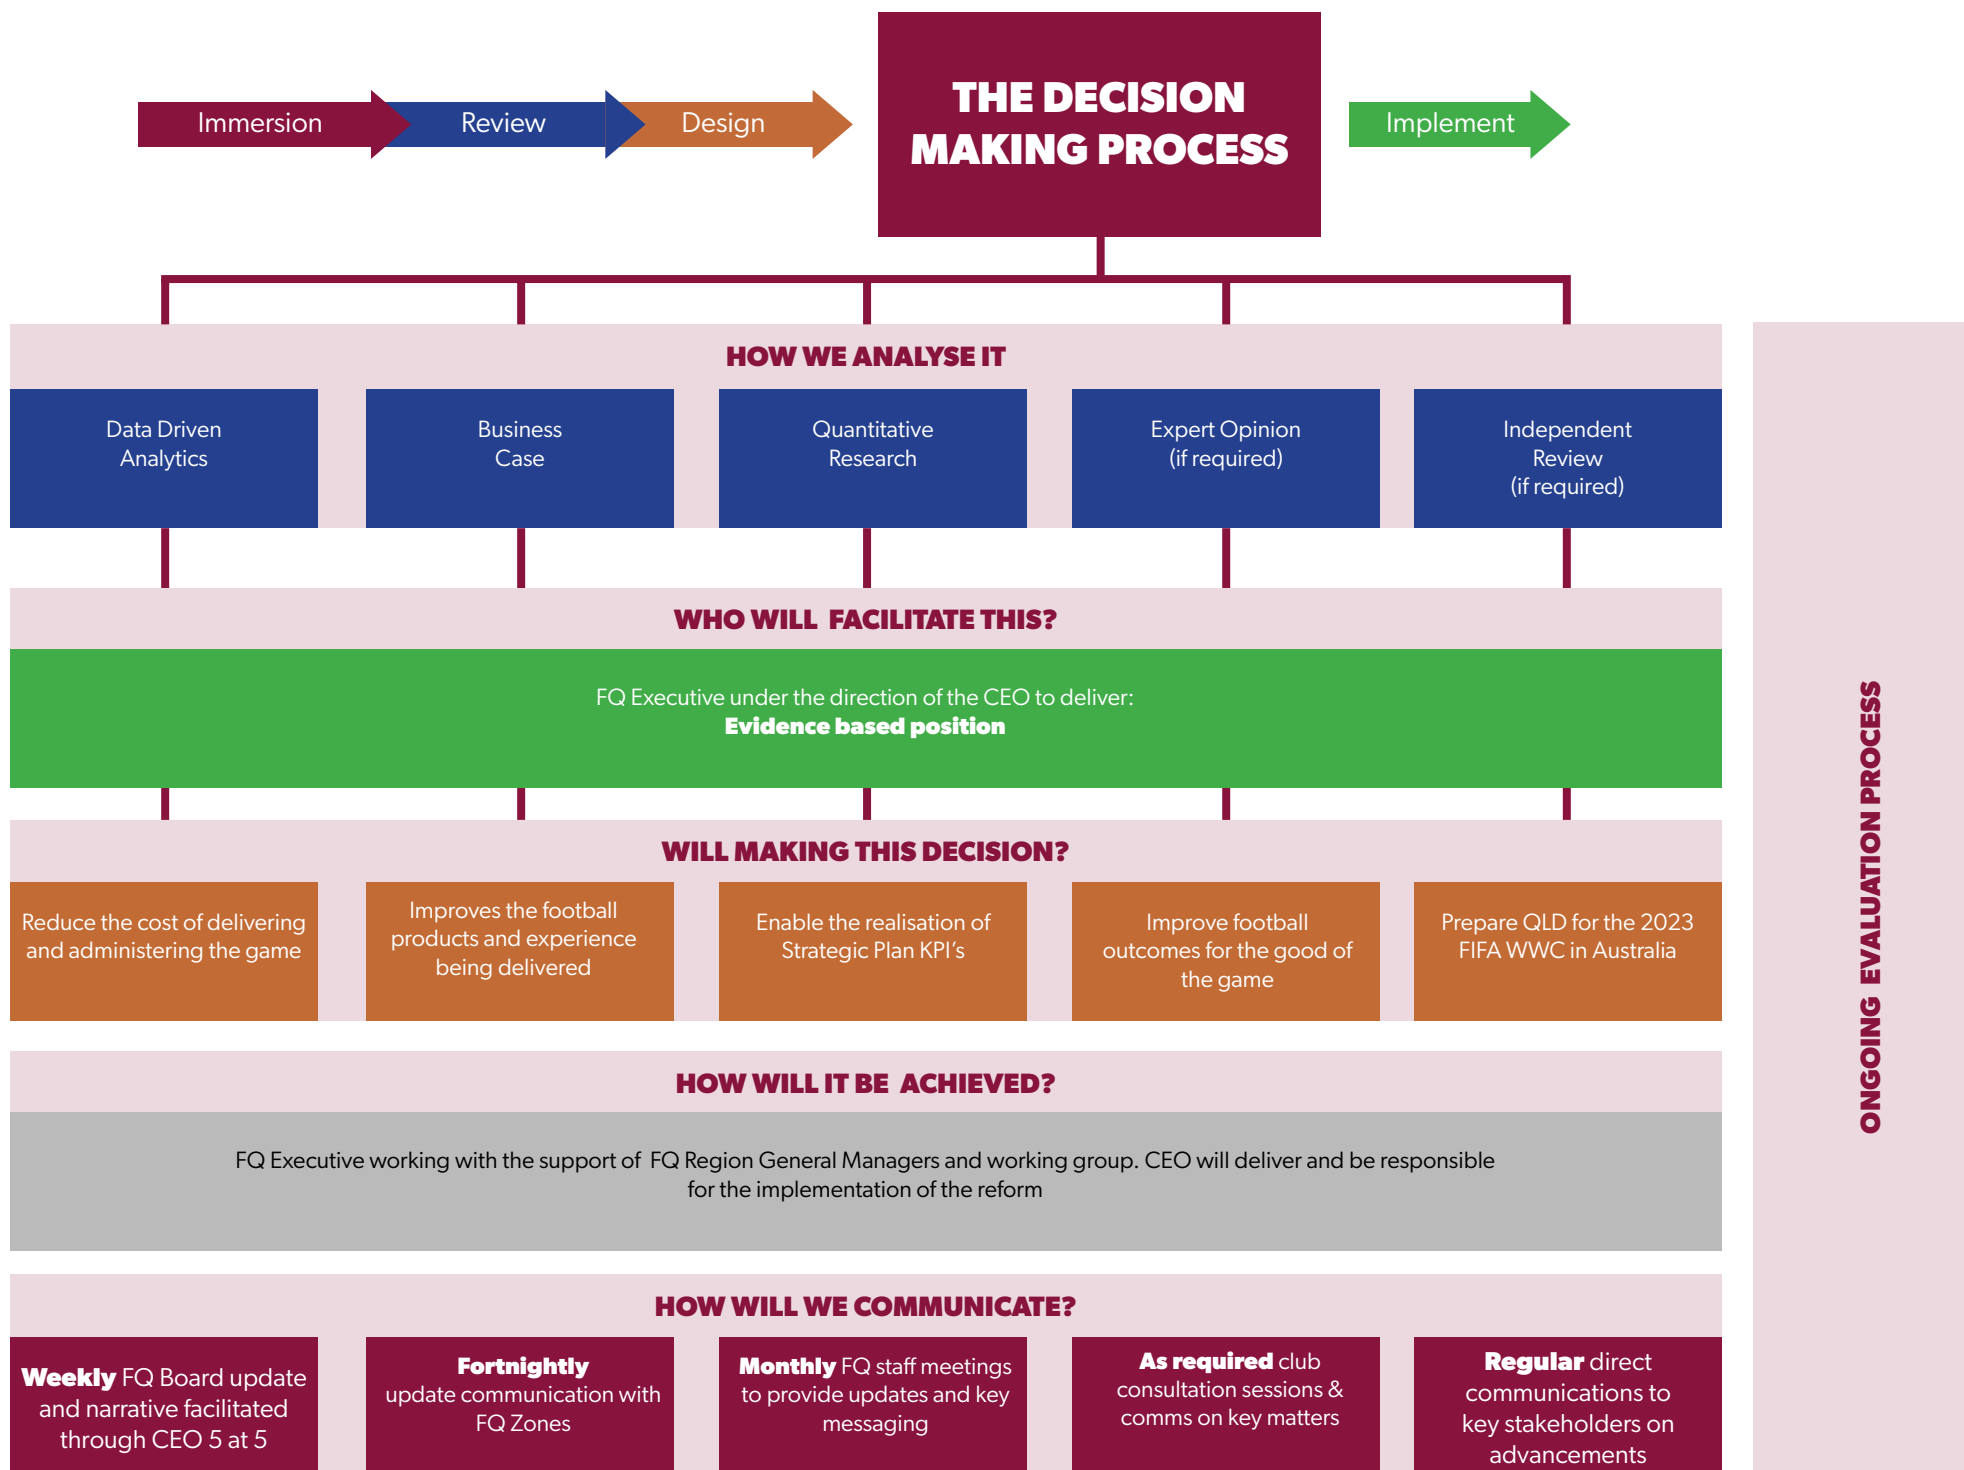 Immersion
Review
Design
THE DECISION
MAKING PROCESS
Implement
HOW WE ANALYSE IT
Data Driven
Analytics
Business
Case
Quantitative
Research
Expert Opinion
(if required)
Independent
Review
(if required)
WHO WILL FACILITATE THIS?
FQ Executive under the direction of the CEO to deliver:
Evidence based position
WILL MAKING THIS DECISION?
Reduce the cost of delivering
and administering the game
Improves the football
products and experience
being delivered
Enable the realisation of
Strategic Plan KPI's
Improve football
outcomes for the good of
the game
Prepare QLD for the 2023
FIFA WWC in Australia
HOW WILL IT BE ACHIEVED?
FQ Executive working with the support of FQ Region General Managers and working group. CEO will deliver and be responsible
for the implementation of the reform
HOW WILL WE COMMUNICATE?
Weekly FQ Board update
and narrative facilitated
through CEO 5 at 5
Fortnightly
update communication with
FQ Zones
Monthly FQ staff meetings
to provide updates and key
messaging
As required club
consultation sessions &
comms on key matters
Regular direct
communications to
key stakeholders on
advancements
ONGOING EVALUATION PROCESS